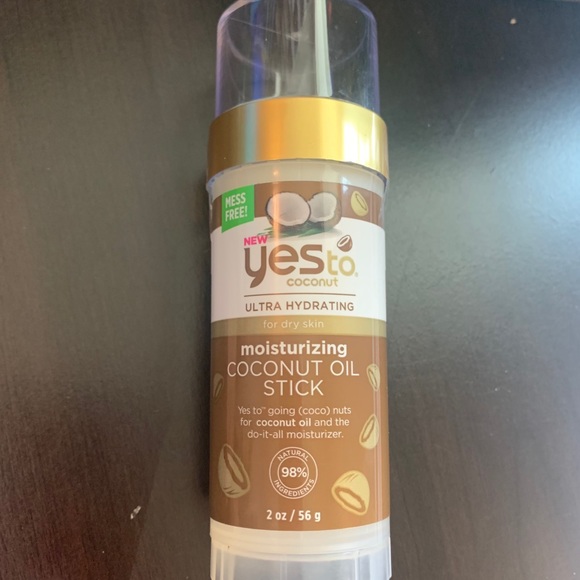 MESS
FREE!
NEW
yes to®
coconut
ULTRA HYDRATING
for dry skin
moisturizing
COCONUT OIL
STICK
Yes to™ going (coco) nuts
for coconut oil and the
do-it-all moisturizer.
NATURAL
98%
INGREDIENTS
2 oz / 56 g